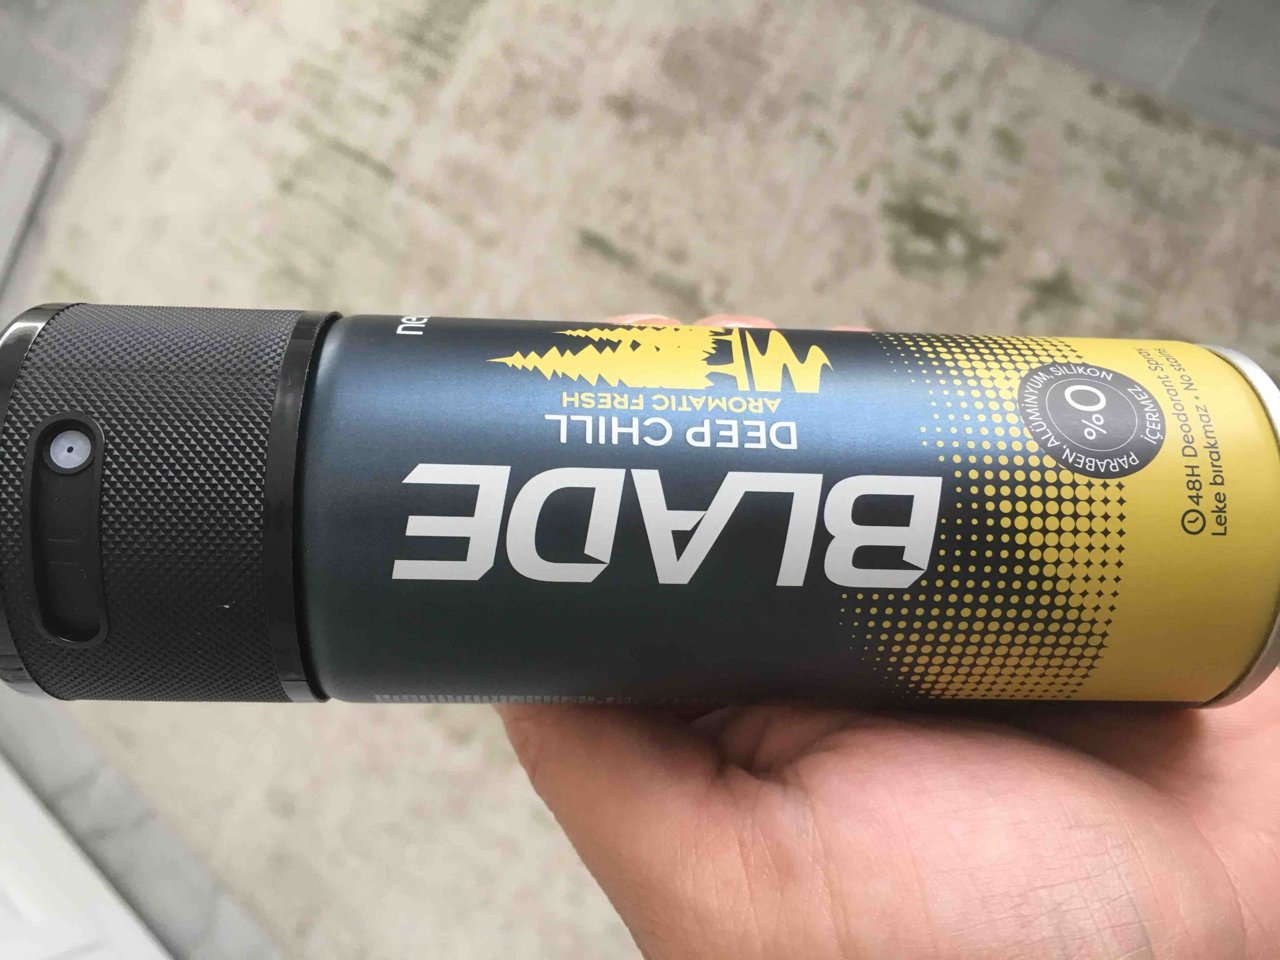 BLADE
DEEP CHILL
AROMATIC FRESH
%0
PARABEN, ALÜMİNYUM, SİLİKON
İÇERMEZ
48H Deodorant Spray
Leke bırakmaz • No stains